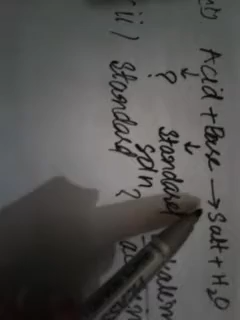 Acid + Base → Salt + H2O
↓ ↓
? Standard
soln?
ii) Standard